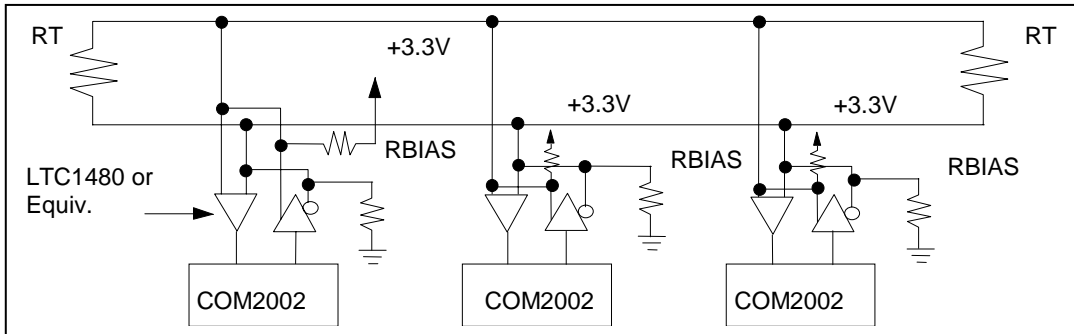 RT
+3.3V
RT
+3.3V
+3.3V
RBIAS
RBIAS
RBIAS
LTC1480 or
Equiv.
COM2002
COM2002
COM2002